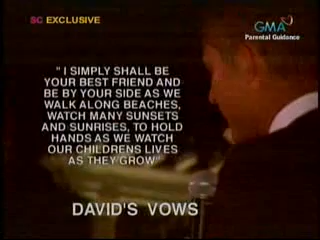 SC EXCLUSIVE
GMA
Parental Guidance
" I SIMPLY SHALL BE
YOUR BEST FRIEND AND
BE BY YOUR SIDE AS WE
WALK ALONG BEACHES,
WATCH MANY SUNSETS
AND SUNRISES, TO HOLD
HANDS AS WE WATCH
OUR CHILDRENS LIVES
AS THEY GROW"
DAVID'S VOWS